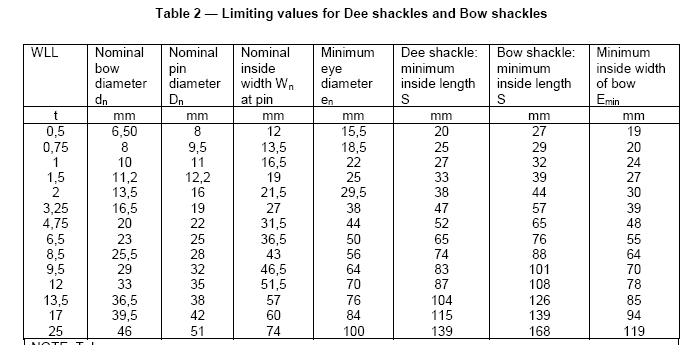 Table 2 — Limiting values for Dee shackles and Bow shackles
WLL Nominal bow diameter dn Nominal pin diameter Dn Nominal inside width Wn at pin Minimum eye diameter en Dee shackle: minimum inside length S Bow shackle: minimum inside length S Minimum inside width of bow Emin
t mm mm mm mm mm mm mm
0,5 6,50 8 12 15,5 20 27 19
0,75 8 9,5 13,5 18,5 25 29 20
1 10 11 16,5 22 27 32 24
1,5 11,2 12,2 19 25 33 39 27
2 13,5 16 21,5 29,5 38 44 30
3,25 16,5 19 27 38 47 57 39
4,75 20 22 31,5 44 52 65 48
6,5 23 25 36,5 50 65 76 55
8,5 25,5 28 43 56 74 88 64
9,5 29 32 46,5 64 83 101 70
12 33 35 51,5 70 87 108 78
13,5 36,5 38 57 76 104 126 85
17 39,5 42 60 84 115 139 94
25 46 51 74 100 139 168 119